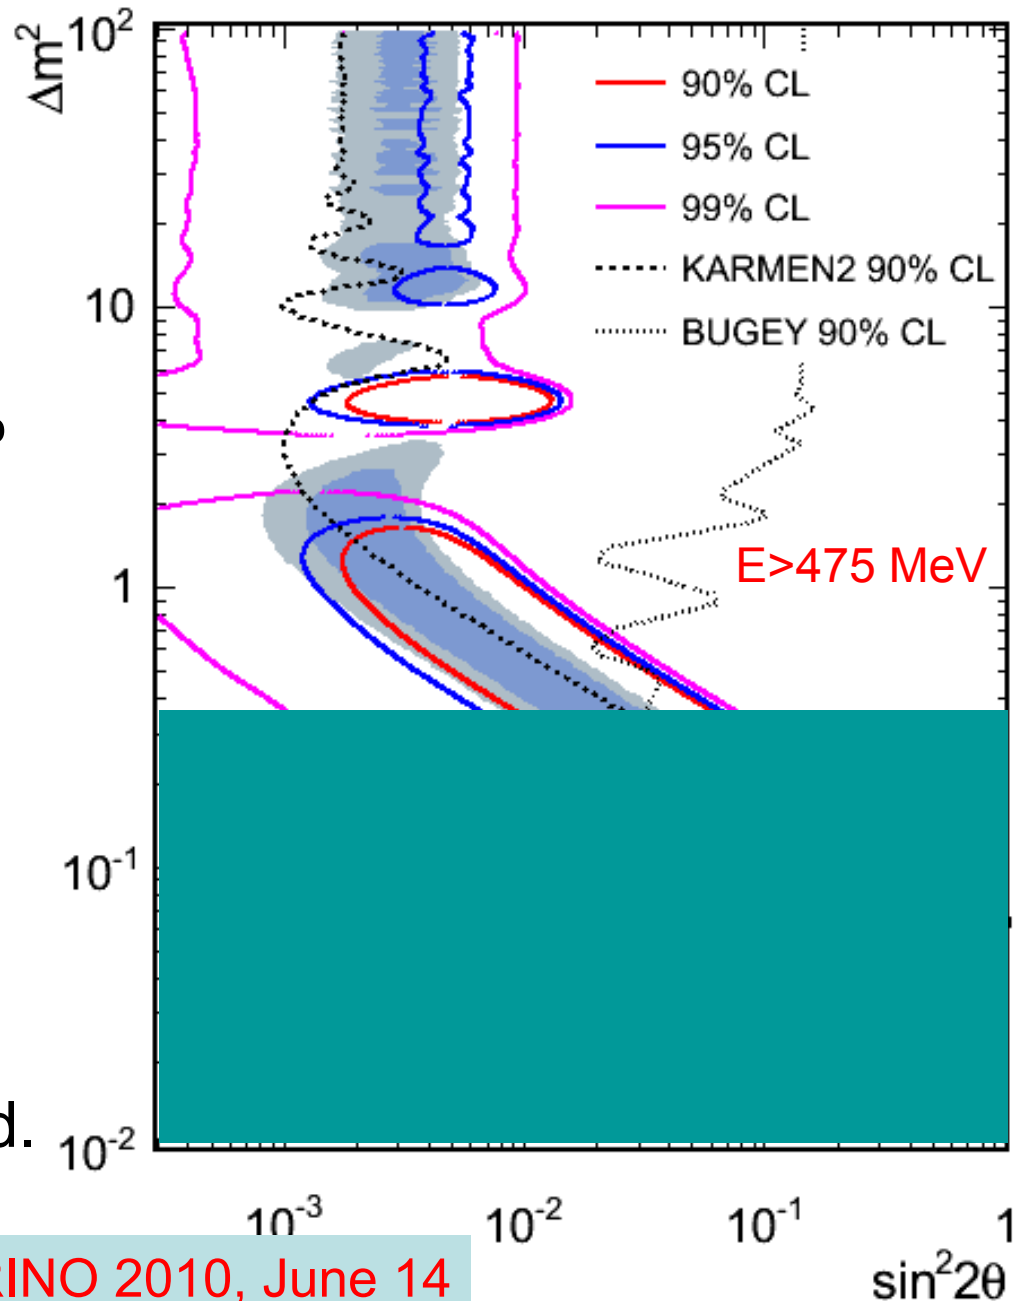 10²
Δm²
90% CL
95% CL
99% CL
KARMEN2 90% CL
10
BUGEY 90% CL
E>475 MeV
1
10⁻¹
d.
10⁻²
10⁻³
10⁻²
10⁻¹
1
sin²2θ
2010, June 14